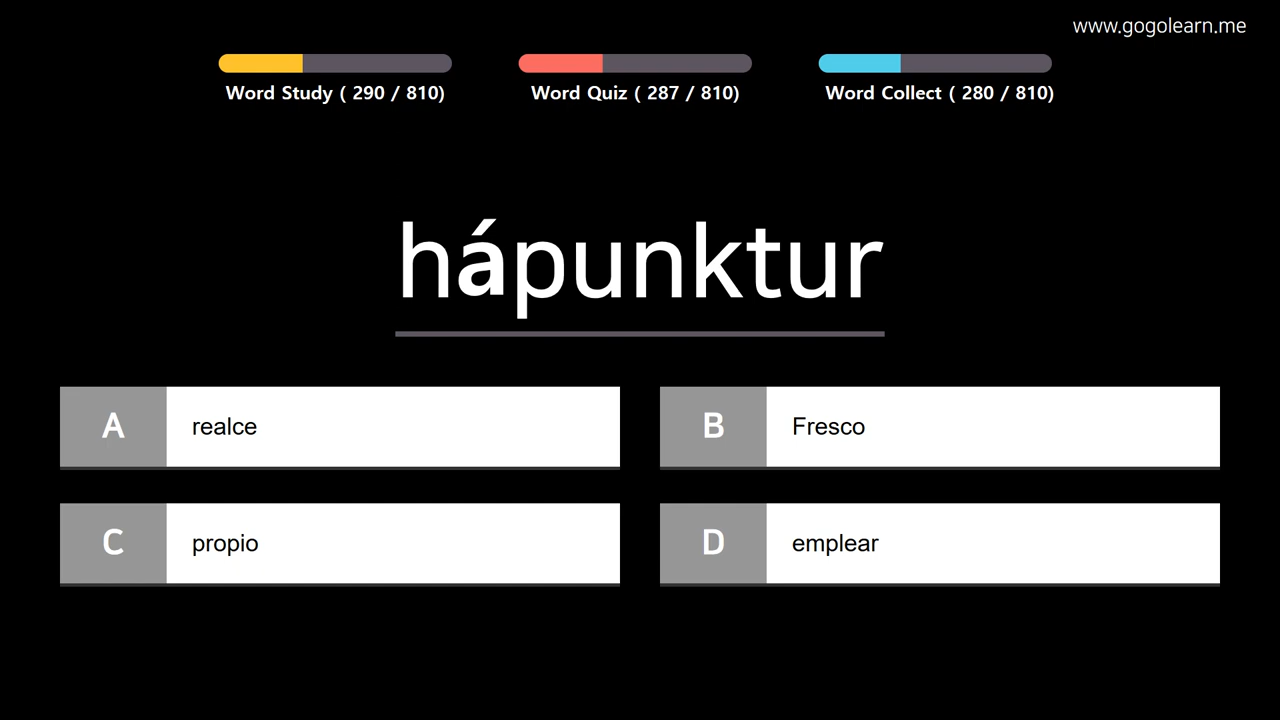 www.gogolearn.me
Word Study ( 290 / 810)
Word Quiz ( 287 / 810)
Word Collect ( 280 / 810)
hápunktur
A realce
B Fresco
C propio
D emplear